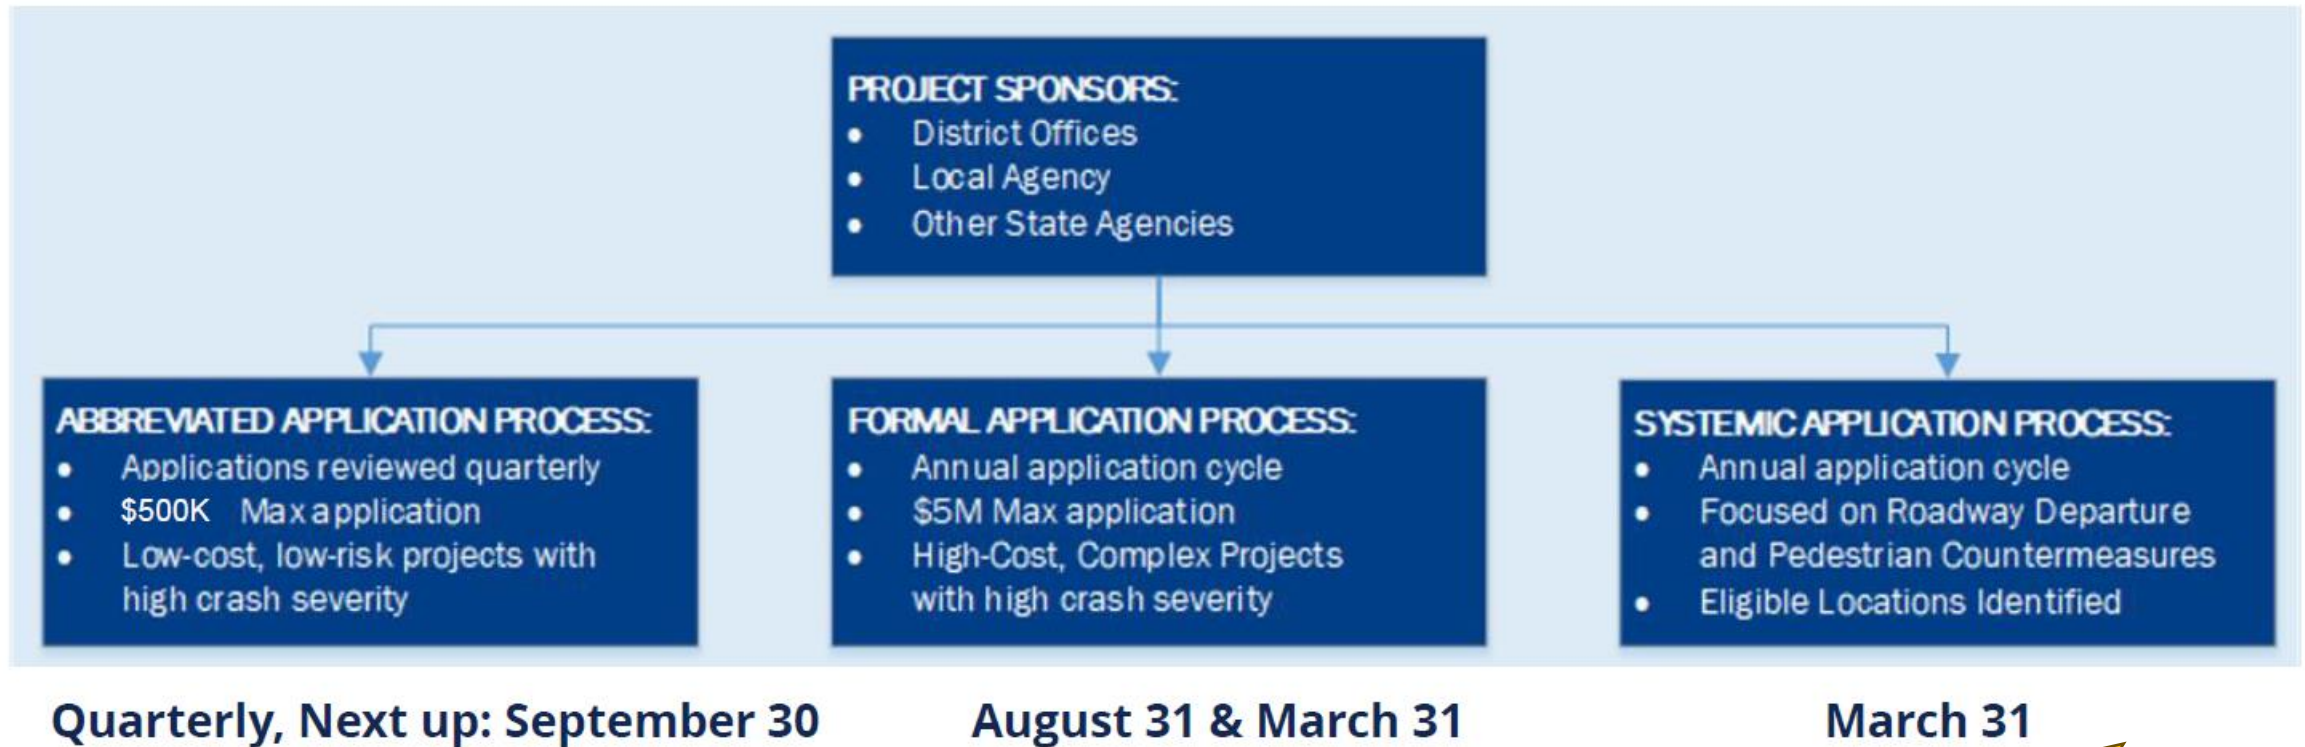 PROJECT SPONSORS:
• District Offices
• Local Agency
• Other State Agencies
ABBREVIATED APPLICATION PROCESS:
• Applications reviewed quarterly
• $500K Max application
• Low-cost, low-risk projects with
high crash severity
FORMAL APPLICATION PROCESS:
• Annual application cycle
• $5M Max application
• High-Cost, Complex Projects
with high crash severity
SYSTEMIC APPLICATION PROCESS:
• Annual application cycle
• Focused on Roadway Departure
and Pedestrian Countermeasures
• Eligible Locations Identified
Quarterly, Next up: September 30
August 31 & March 31
March 31